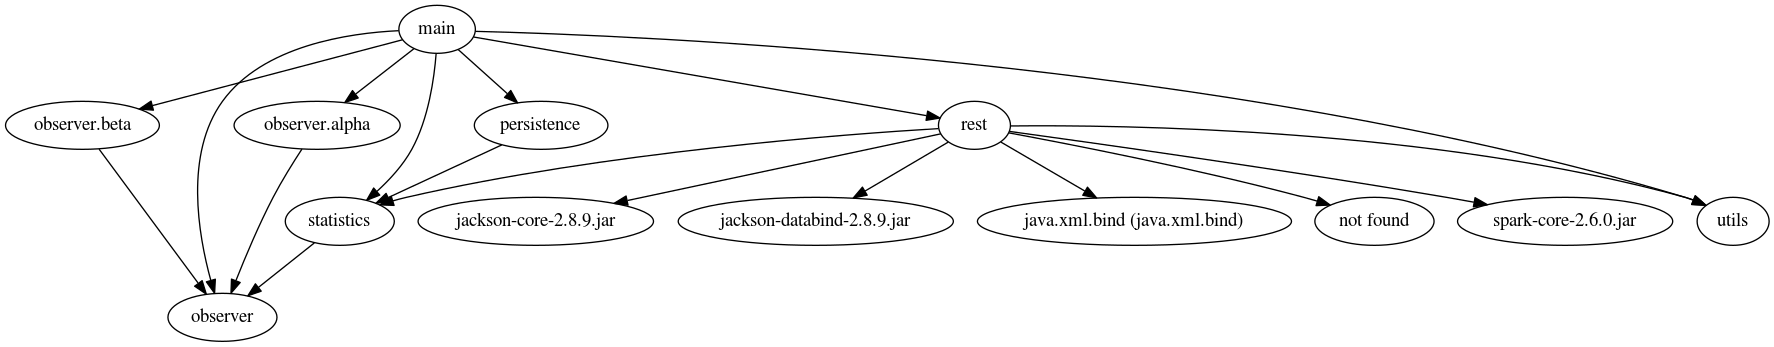 main
observer.beta
observer.alpha
persistence
rest
statistics
jackson-core-2.8.9.jar
jackson-databind-2.8.9.jar
java.xml.bind (java.xml.bind)
not found
spark-core-2.6.0.jar
utils
observer